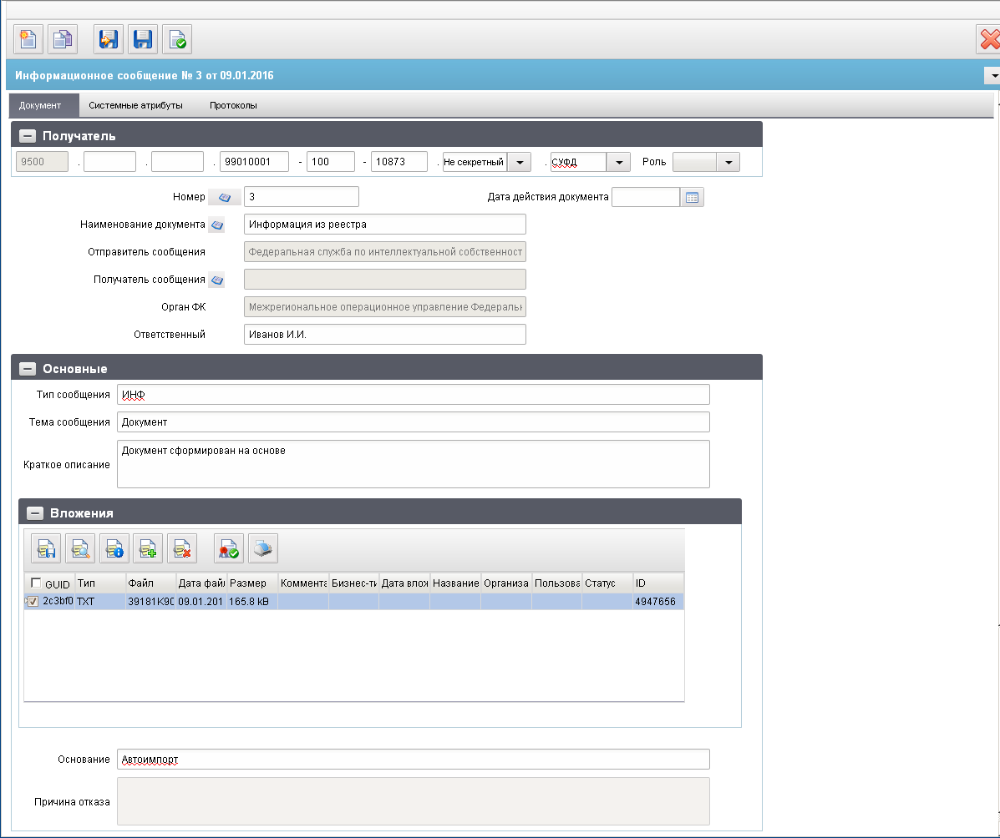 Информационное сообщение № 3 от 09.01.2016
Документ Системные атрибуты Протоколы
Получатель
9500 . . . 99010001 - 100 - 10873 . Не секретный . СУФД Роль
Номер 3 Дата действия документа
Наименование документа Информация из реестра
Отправитель сообщения Федеральная служба по интеллектуальной собственност
Получатель сообщения
Орган ФК Межрегиональное операционное управление Федеральн
Ответственный Иванов И.И.
Основные
Тип сообщения ИНФ
Тема сообщения Документ
Краткое описание Документ сформирован на основе
Вложения
GUID Тип Файл Дата файл Размер Коммента Бизнес-ти Дата влож Название Организа Пользова Статус ID
2c3bf0 TXT 39181K90 09.01.201 165.8 kB 4947656
Основание Автоимпорт
Причина отказа